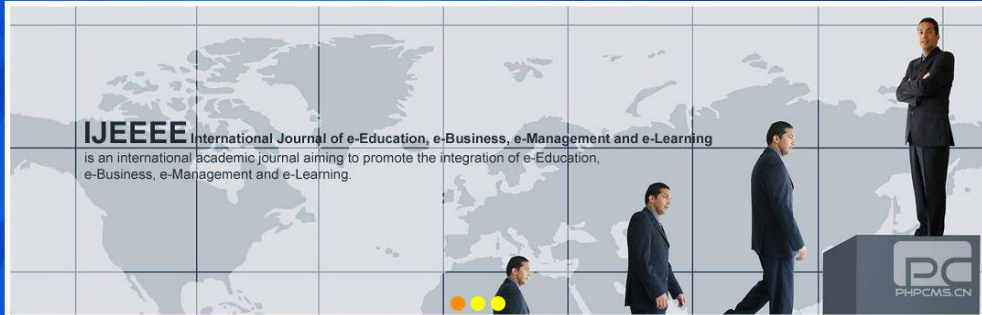 IJEEEE International Journal of e-Education, e-Business, e-Management and e-Learning
is an international academic journal aiming to promote the integration of e-Education,
e-Business, e-Management and e-Learning.
PC
PHPCMS.CN